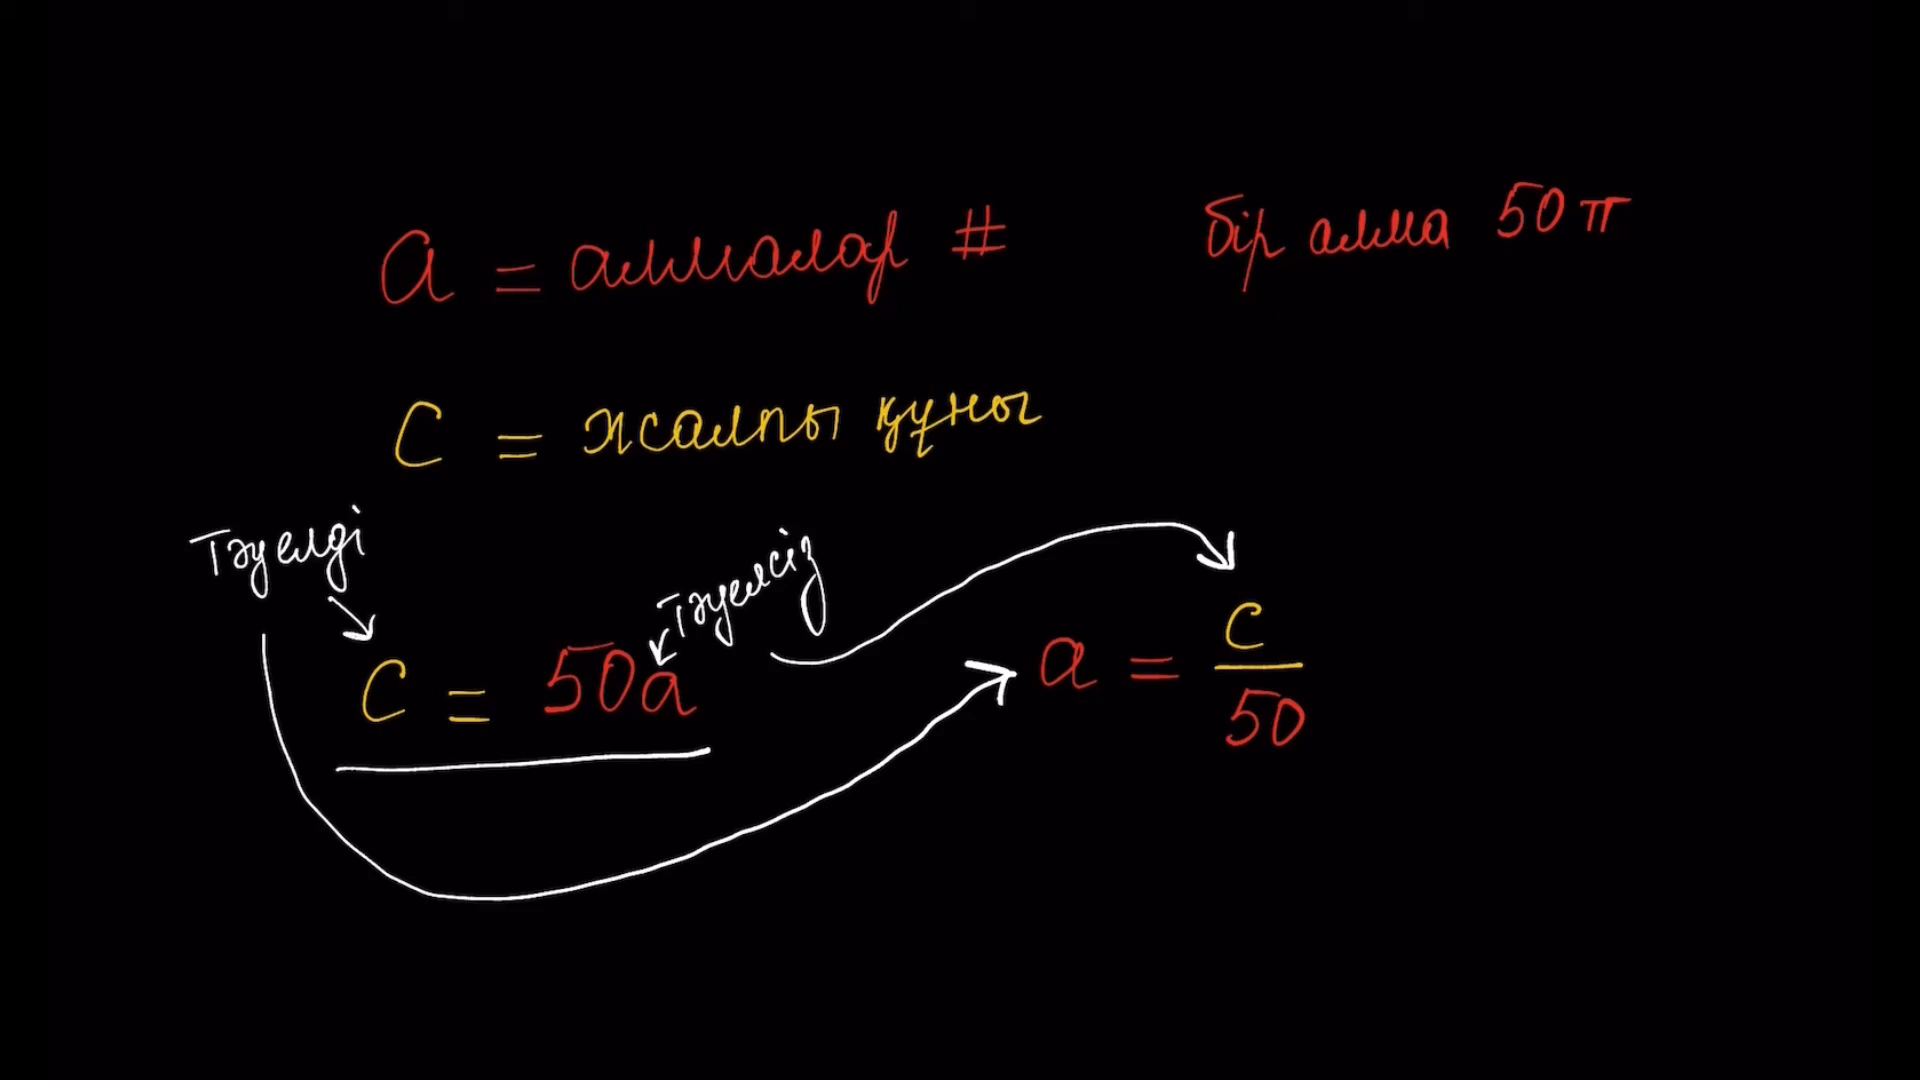 a = алмалар # бір алма 50 ₸
C = жалпы құны
Тәуелді
Тәуелсіз
C = 50a
a = C/50